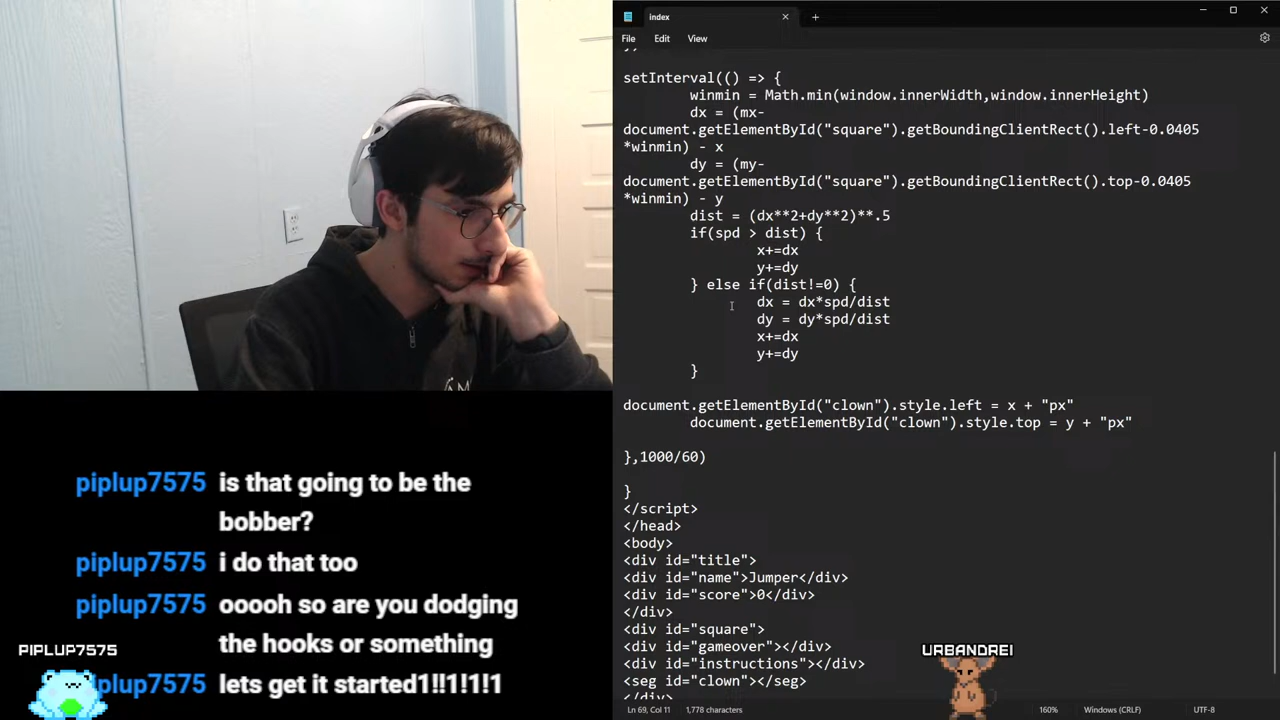 index
File Edit View
setInterval(() => {
winmin = Math.min(window.innerWidth,window.innerHeight)
dx = (mx-
document.getElementById("square").getBoundingClientRect().left-0.0405
*winmin) - x
dy = (my-
document.getElementById("square").getBoundingClientRect().top-0.0405
*winmin) - y
dist = (dx**2+dy**2)**.5
if(spd > dist) {
x+=dx
y+=dy
} else if(dist!=0) {
dx = dx*spd/dist
dy = dy*spd/dist
x+=dx
y+=dy
}
document.getElementById("clown").style.left = x + "px"
document.getElementById("clown").style.top = y + "px"
},1000/60)
}
</script>
</head>
<body>
<div id="title">
<div id="name">Jumper</div>
<div id="score">0</div>
</div>
<div id="square">
<div id="gameover"></div>
<div id="instructions"></div>
<seg id="clown"></seg>
</div>
Ln 69, Col 11 1,778 characters 160% Windows (CRLF) UTF-8
piplup7575 is that going to be the
bobber?
piplup7575 i do that too
piplup7575 ooooh so are you dodging
the hooks or something
piplup7575 lets get it started1!!1!1!1
PIPLUP7575
URBANDREI